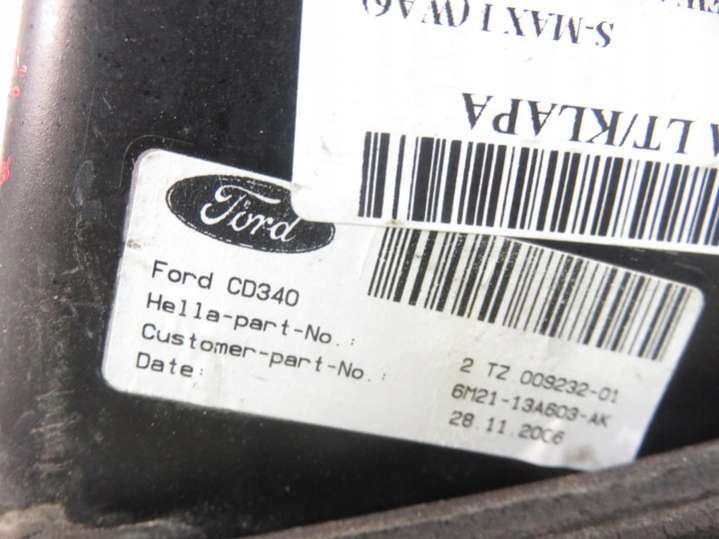 S-MAX I (WA6)
LT/KLAPA
Ford
Ford CD340
Hella-part-No.: 2 TZ 009232-01
Customer-part-No.: 6M21-13A603-AK
Date: 28.11.2006